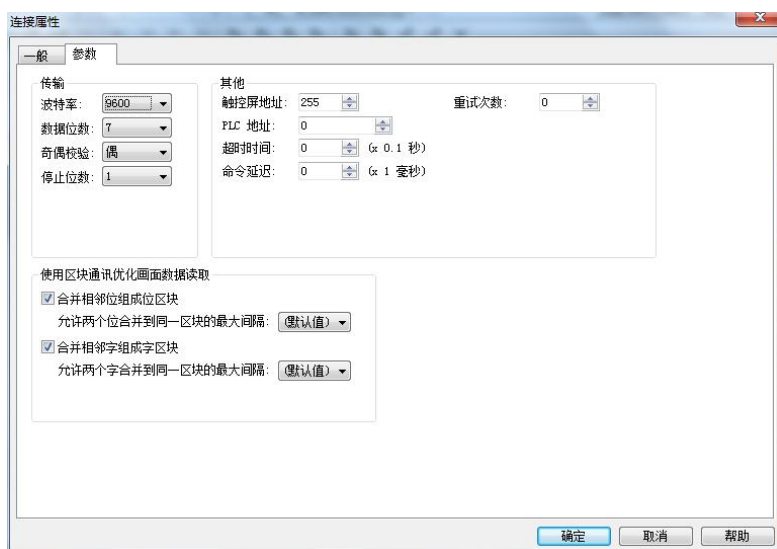 连接属性
一般 参数
传输
波特率: 9600
数据位数: 7
奇偶校验: 偶
停止位数: 1
其他
触控屏地址: 255 重试次数: 0
PLC 地址: 0
超时时间: 0 (x 0.1 秒)
命令延迟: 0 (x 1 毫秒)
使用区块通讯优化画面数据读取
合并相邻位组成位区块
允许两个位合并到同一区块的最大间隔: (默认值)
合并相邻字组成字区块
允许两个字合并到同一区块的最大间隔: (默认值)
确定 取消 帮助